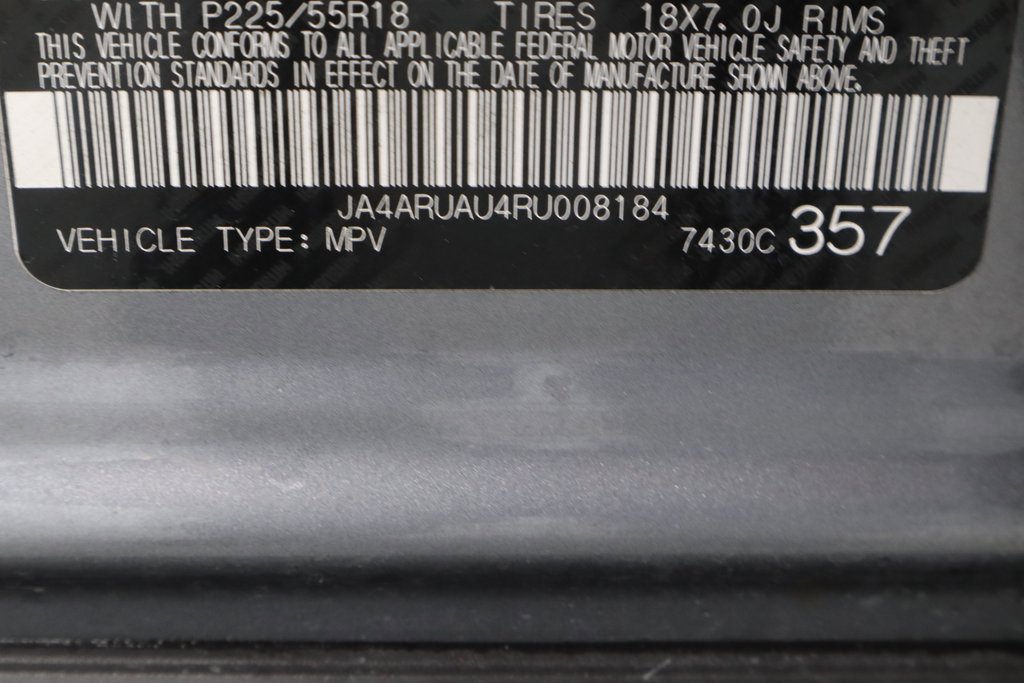 WITH P225/55R18 TIRES 18X7.0J RIMS
THIS VEHICLE CONFORMS TO ALL APPLICABLE FEDERAL MOTOR VEHICLE SAFETY AND THEFT
PREVENTION STANDARDS IN EFFECT ON THE DATE OF MANUFACTURE SHOWN ABOVE.
JA4ARUAU4RU008184
VEHICLE TYPE: MPV 7430C 357